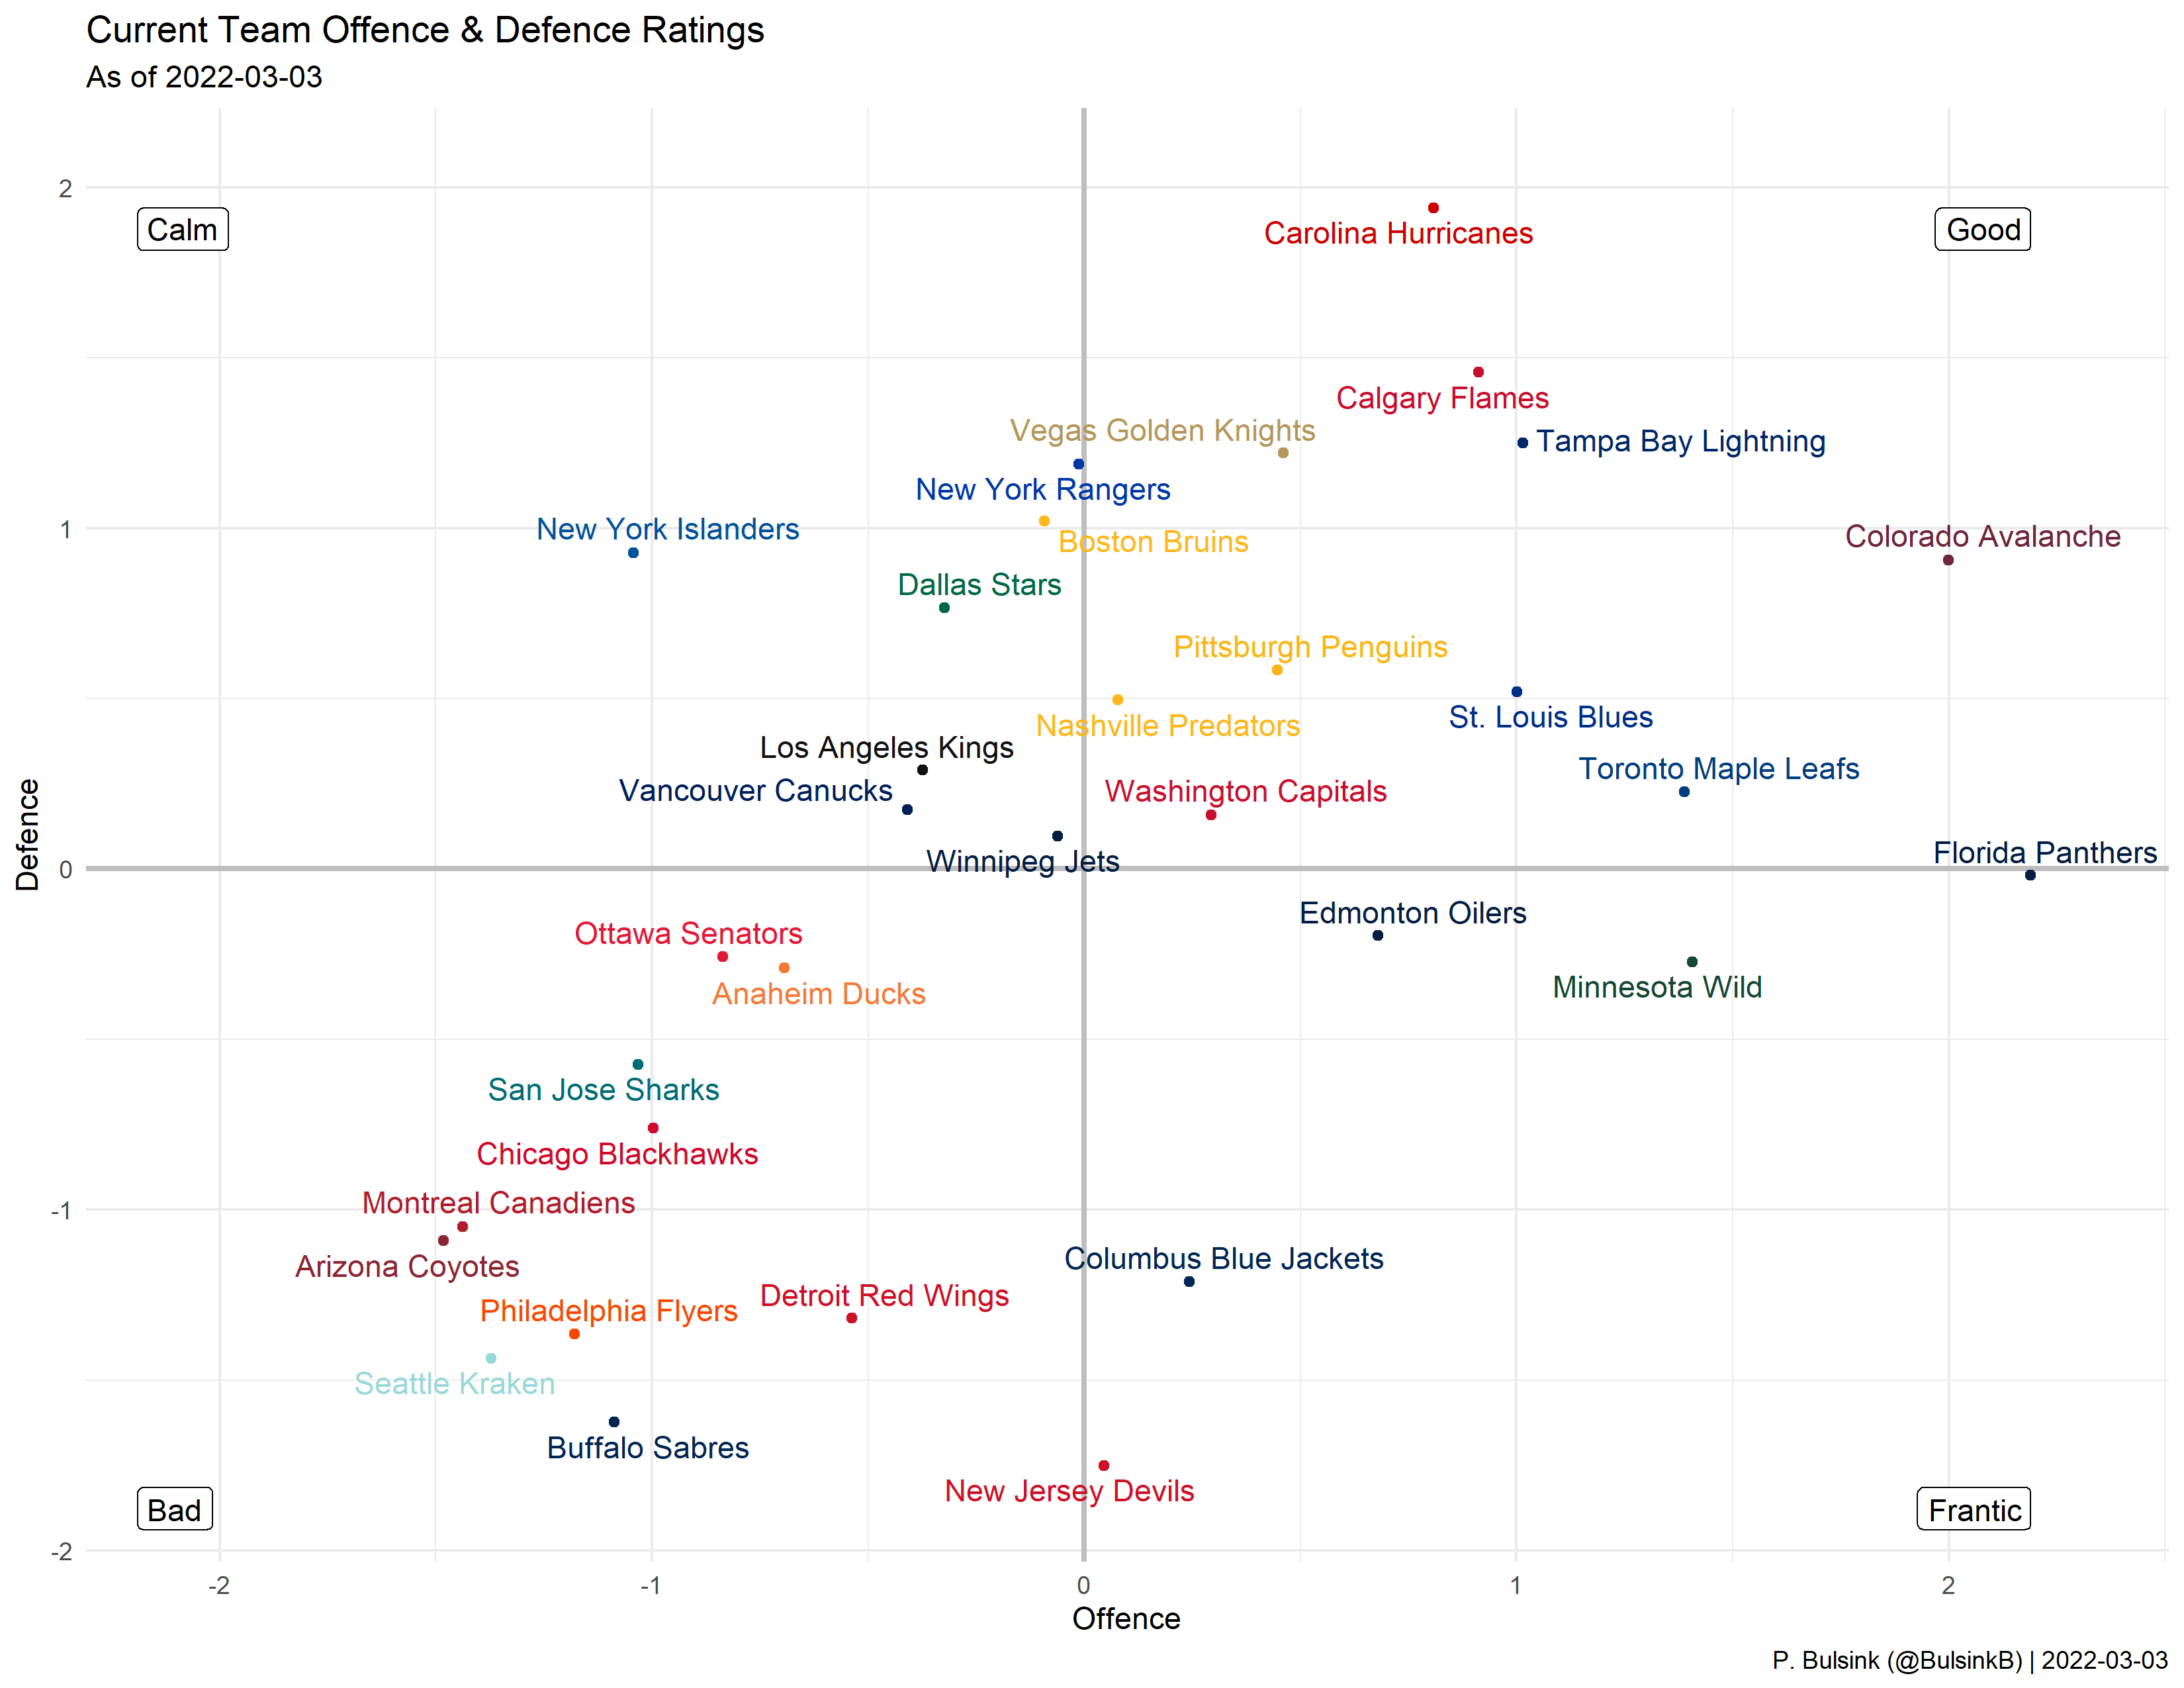 Current Team Offence & Defence Ratings
As of 2022-03-03
2
Calm
Good
Carolina Hurricanes
Calgary Flames
Vegas Golden Knights
Tampa Bay Lightning
New York Rangers
New York Islanders
1
Boston Bruins
Colorado Avalanche
Dallas Stars
Pittsburgh Penguins
St. Louis Blues
Nashville Predators
Los Angeles Kings
Toronto Maple Leafs
Vancouver Canucks
Washington Capitals
Defence
Winnipeg Jets
0
Florida Panthers
Edmonton Oilers
Ottawa Senators
Minnesota Wild
Anaheim Ducks
San Jose Sharks
Chicago Blackhawks
Montreal Canadiens
-1
Arizona Coyotes
Columbus Blue Jackets
Detroit Red Wings
Philadelphia Flyers
Seattle Kraken
Buffalo Sabres
New Jersey Devils
Bad
Frantic
-2
-2
-1
0
1
2
Offence
P. Bulsink (@BulsinkB) | 2022-03-03